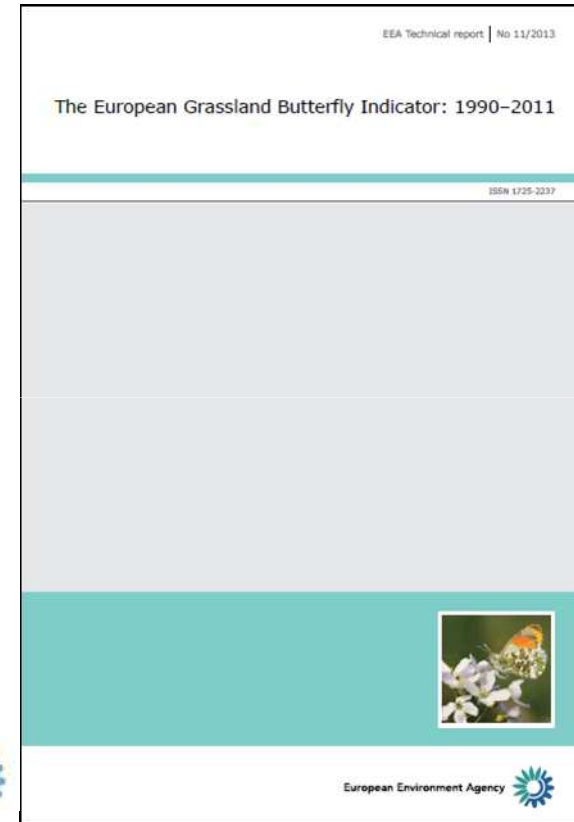 EEA Technical report | No 11/2013
The European Grassland Butterfly Indicator: 1990–2011
ISSN 1725-2237
European Environment Agency